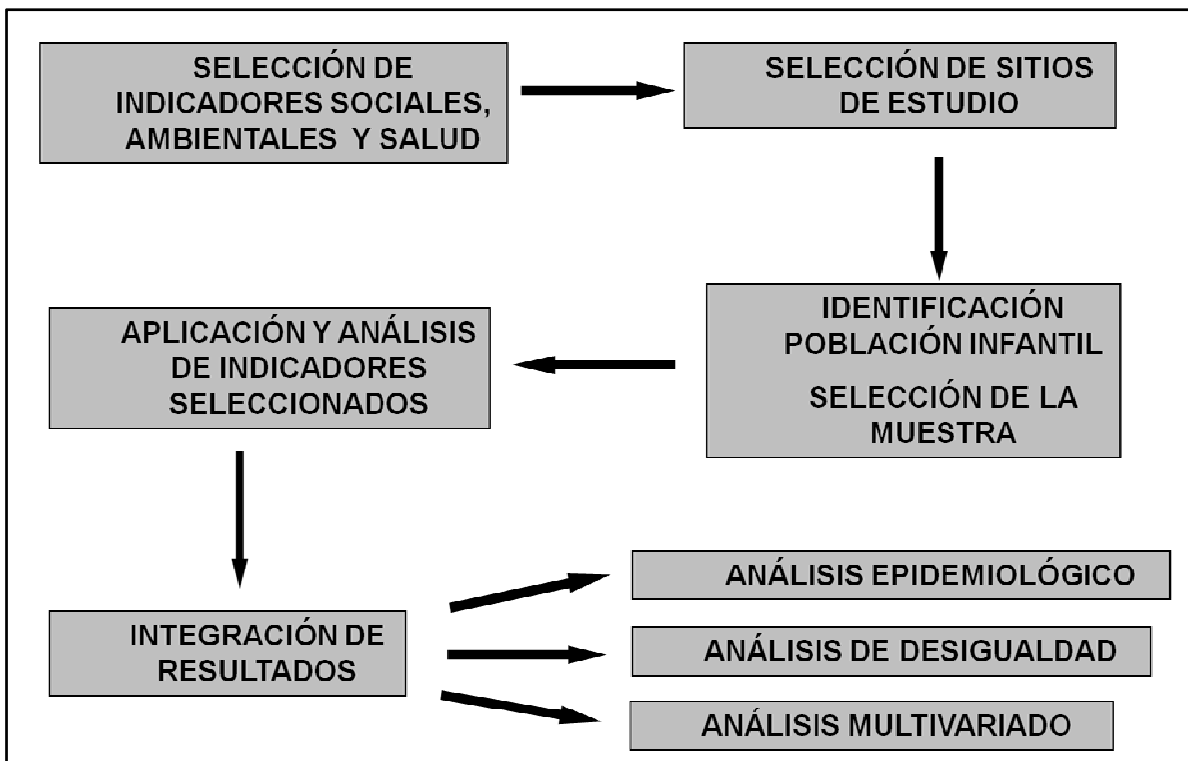 SELECCIÓN DE
INDICADORES SOCIALES,
AMBIENTALES Y SALUD
SELECCIÓN DE SITIOS
DE ESTUDIO
IDENTIFICACIÓN
POBLACIÓN INFANTIL
SELECCIÓN DE LA
MUESTRA
APLICACIÓN Y ANÁLISIS
DE INDICADORES
SELECCIONADOS
INTEGRACIÓN DE
RESULTADOS
ANÁLISIS EPIDEMIOLÓGICO
ANÁLISIS DE DESIGUALDAD
ANÁLISIS MULTIVARIADO